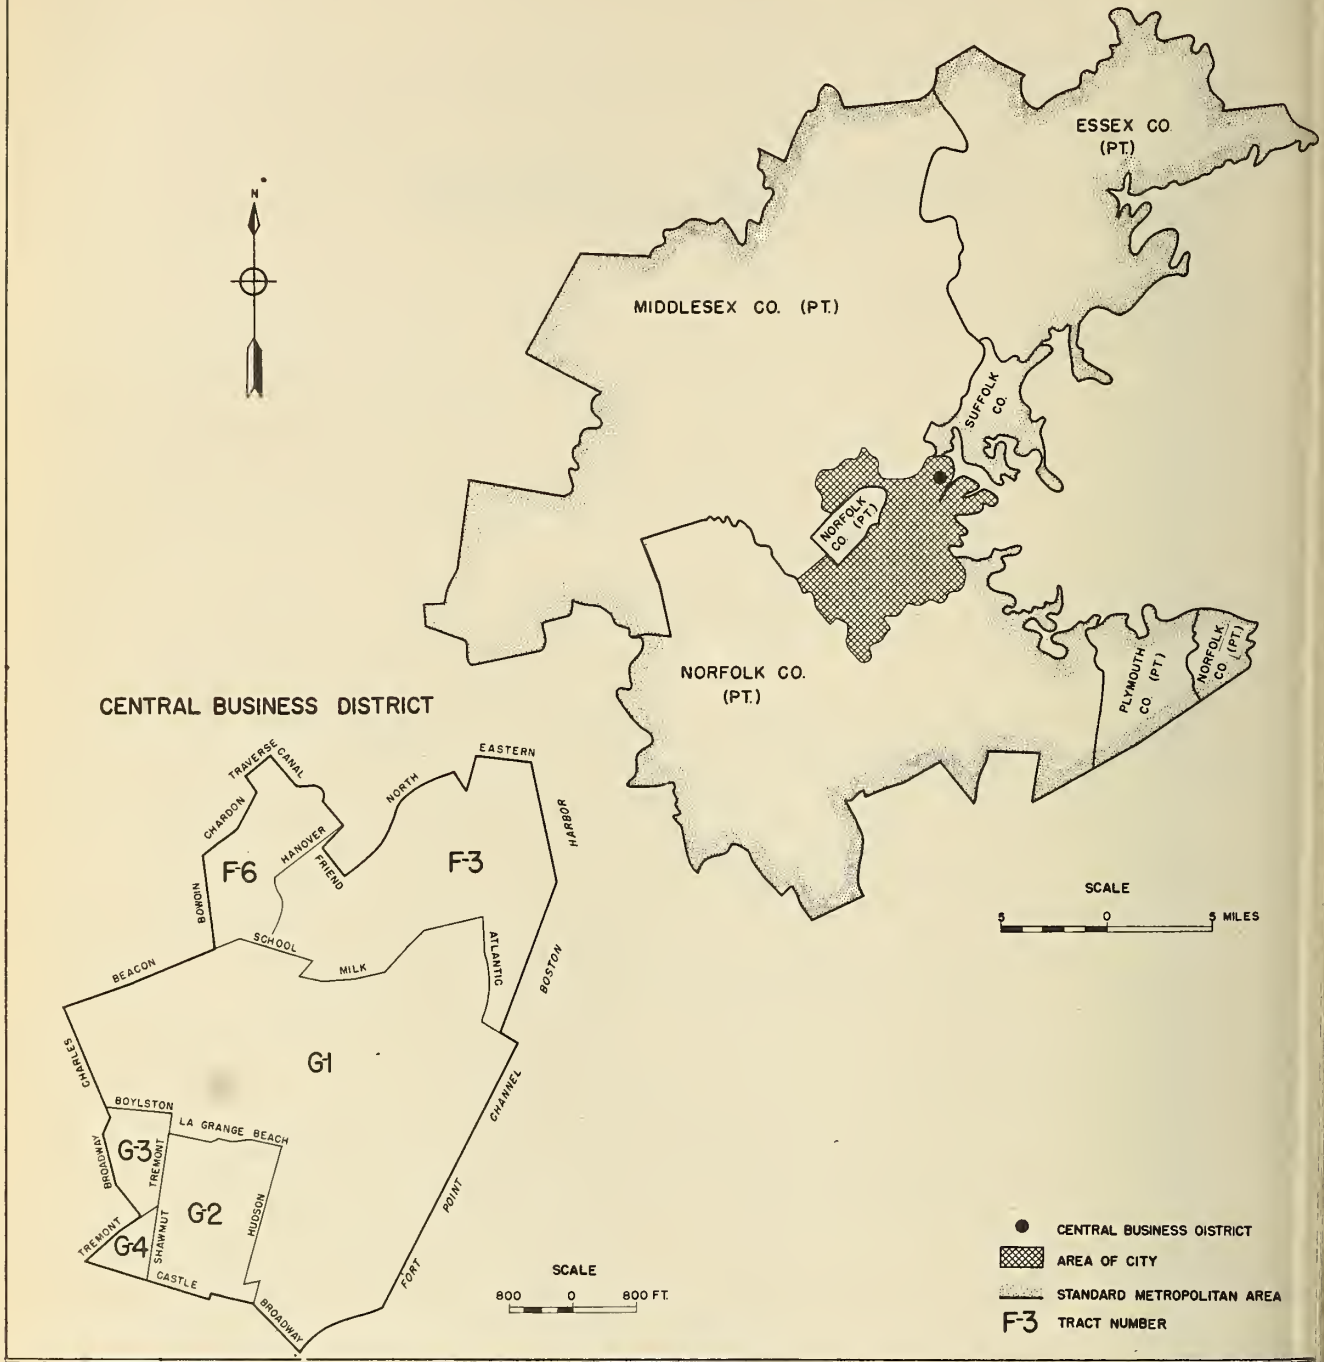 ESSEX CO.
(PT.)
N
MIDDLESEX CO. (PT.)
SUFFOLK
CO.
NORFOLK
CO. (PT.)
NORFOLK CO.
(PT.)
PLYMOUTH
CO. (PT)
NORFOLK
CO. (PT.)
CENTRAL BUSINESS DISTRICT
TRAVERSE
CANAL
EASTERN
NORTH
CHARDON
HANOVER
HARBOR
FRIEND
F-6
F-3
BOWDIN
SCHOOL
MILK
ATLANTIC
BOSTON
BEACON
CHARLES
G-1
CHANNEL
BOYLSTON
LA GRANGE BEACH
BROADWAY
G-3
TREMONT
G-2
HUDSON
POINT
TREMONT
G-4
SHAWMUT
CASTLE
FORT
BROADWAY
SCALE
800 0 800 FT.
SCALE
5 0 5 MILES
CENTRAL BUSINESS DISTRICT
AREA OF CITY
STANDARD METROPOLITAN AREA
F-3 TRACT NUMBER